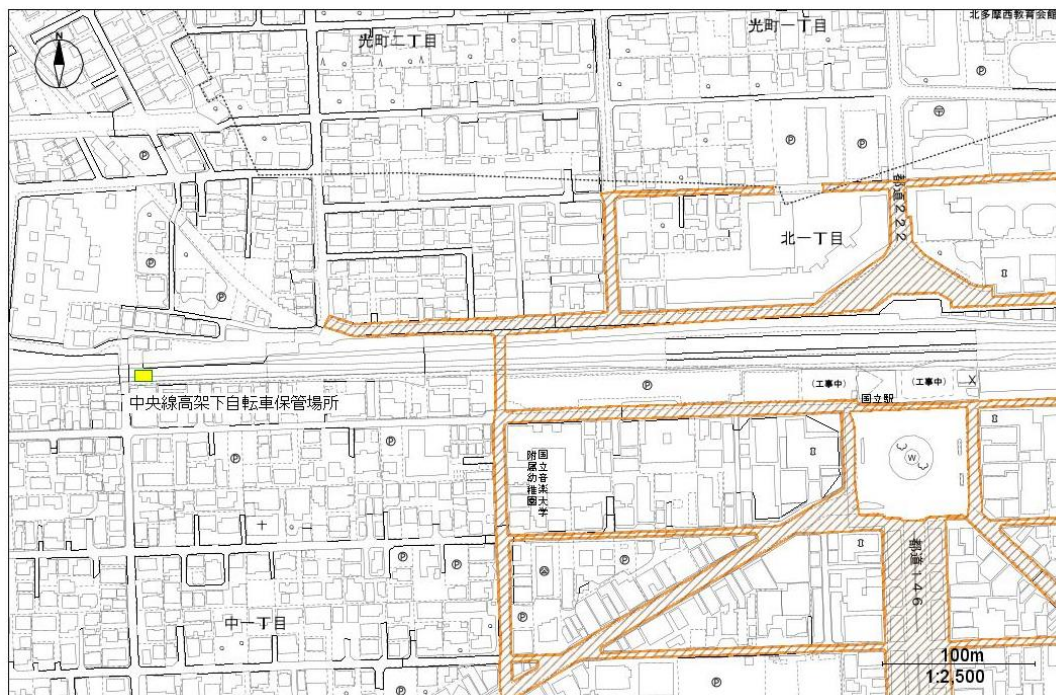 北多摩西教育会館
光町二丁目
光町一丁目
N
都道222
北一丁目
中央線高架下自転車保管場所
(工事中)
(工事中)
国立駅
国立音楽大学
附属幼稚園
W
都道146
中一丁目
100m
1:2,500